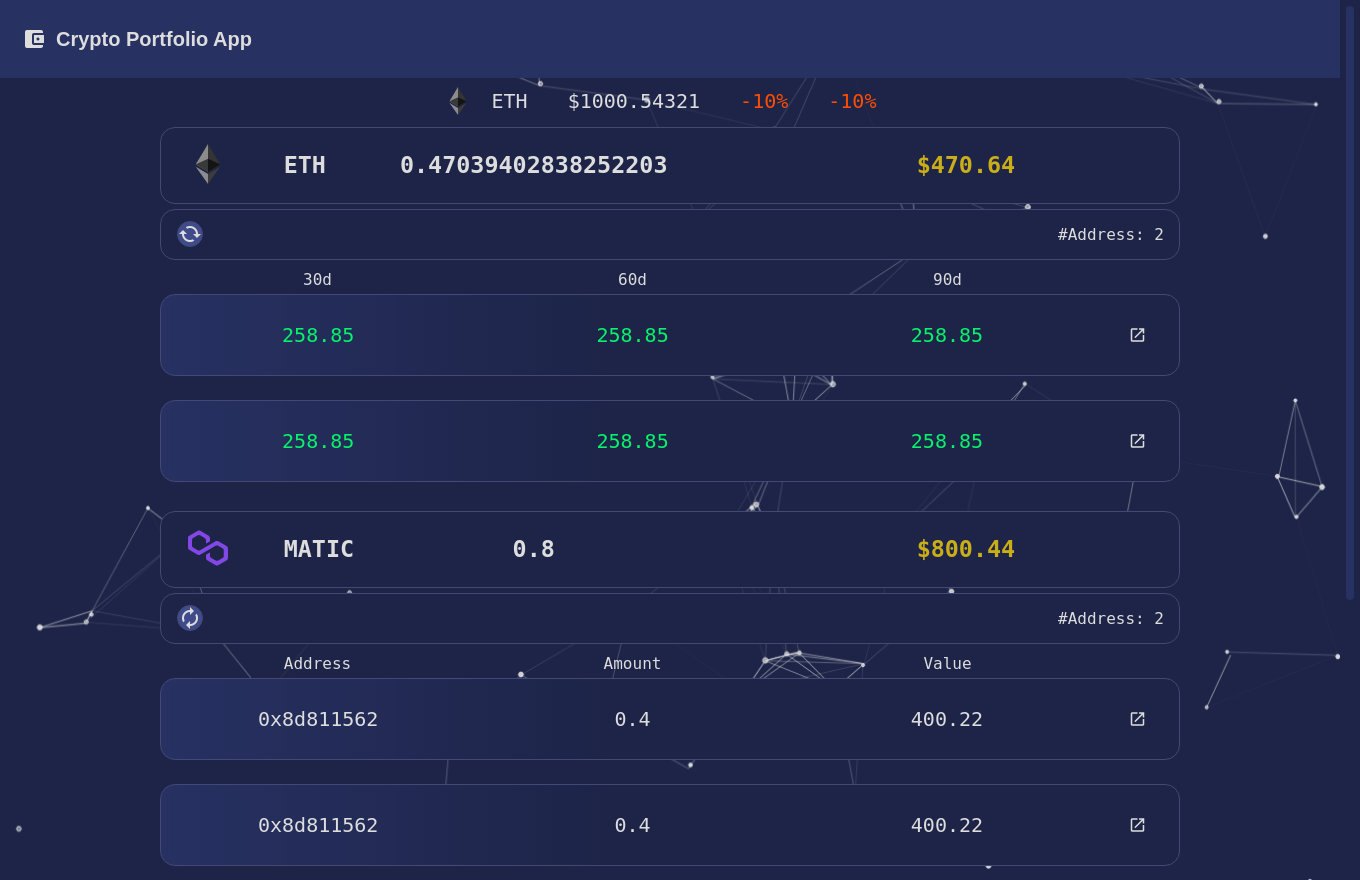 Crypto Portfolio App
ETH $1000.54321 -10% -10%
ETH 0.47039402838252203 $470.64
#Address: 2
30d 60d 90d
258.85 258.85 258.85
258.85 258.85 258.85
MATIC 0.8 $800.44
#Address: 2
Address Amount Value
0x8d811562 0.4 400.22
0x8d811562 0.4 400.22